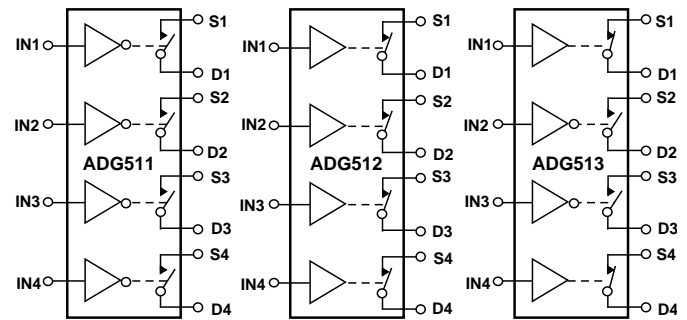 S1
IN1
D1
S2
IN2
D2
ADG511
S3
IN3
D3
S4
IN4
D4
S1
IN1
D1
S2
IN2
D2
ADG512
S3
IN3
D3
S4
IN4
D4
S1
IN1
D1
S2
IN2
D2
ADG513
S3
IN3
D3
S4
IN4
D4